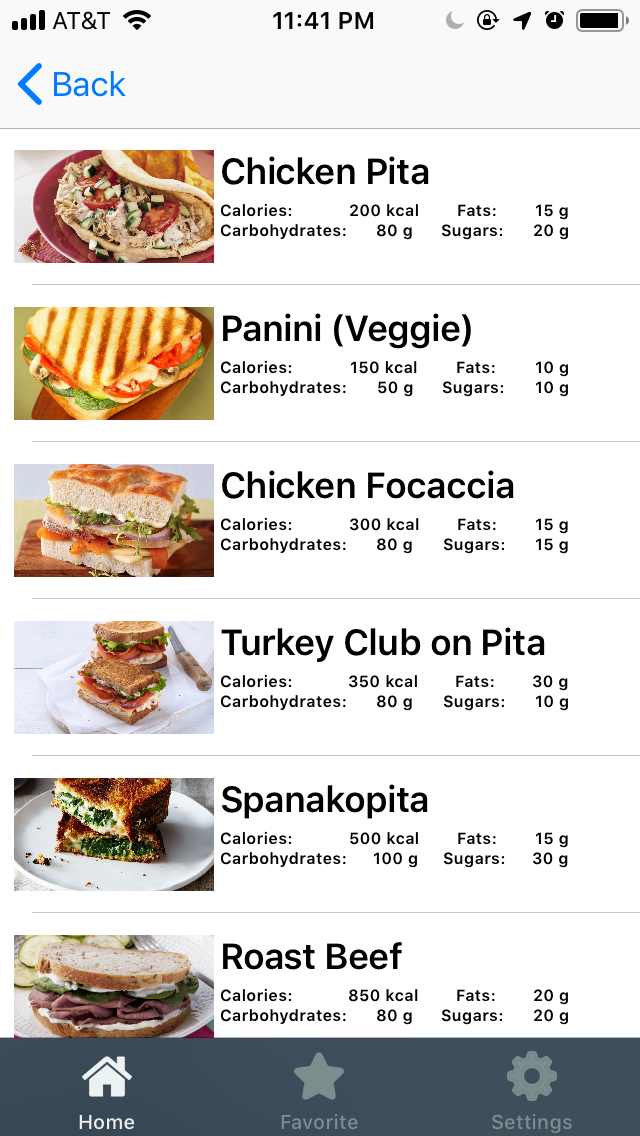 AT&T 11:41 PM
Back
Chicken Pita
Calories: 200 kcal Fats: 15 g
Carbohydrates: 80 g Sugars: 20 g
Panini (Veggie)
Calories: 150 kcal Fats: 10 g
Carbohydrates: 50 g Sugars: 10 g
Chicken Focaccia
Calories: 300 kcal Fats: 15 g
Carbohydrates: 80 g Sugars: 15 g
Turkey Club on Pita
Calories: 350 kcal Fats: 30 g
Carbohydrates: 80 g Sugars: 10 g
Spanakopita
Calories: 500 kcal Fats: 15 g
Carbohydrates: 100 g Sugars: 30 g
Roast Beef
Calories: 850 kcal Fats: 20 g
Carbohydrates: 80 g Sugars: 20 g
Home Favorite Settings